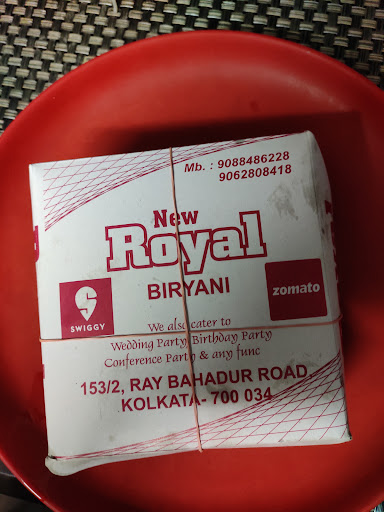 Mb. : 9088486228
9062808418
New
Royal
BIRYANI
SWIGGY
zomato
We also cater to
Wedding Party, Birthday Party
Conference Party & any func
153/2, RAY BAHADUR ROAD
KOLKATA- 700 034